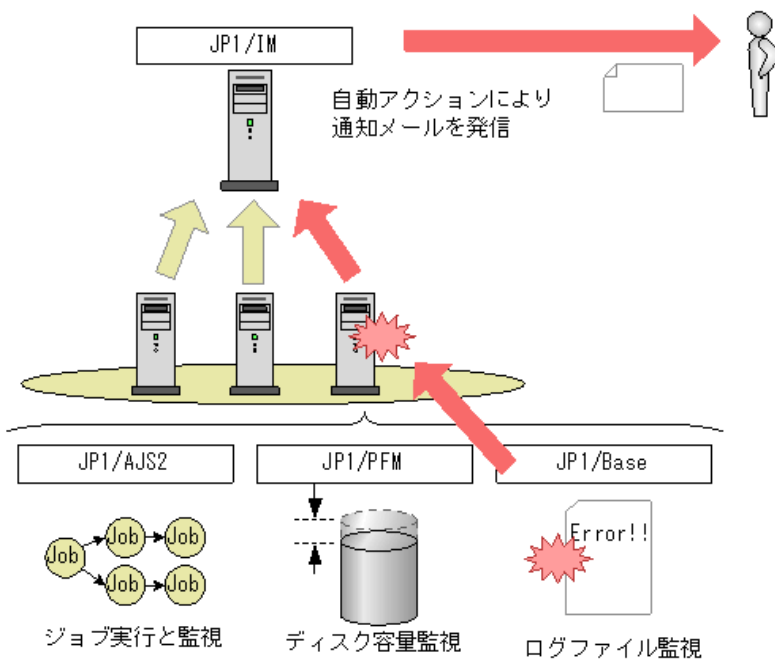 JP1/IM
自動アクションにより
通知メールを発信
JP1/AJS2
JP1/PFM
JP1/Base
Job
Job
Job
Job
Job
Error!!
ジョブ実行と監視
ディスク容量監視
ログファイル監視